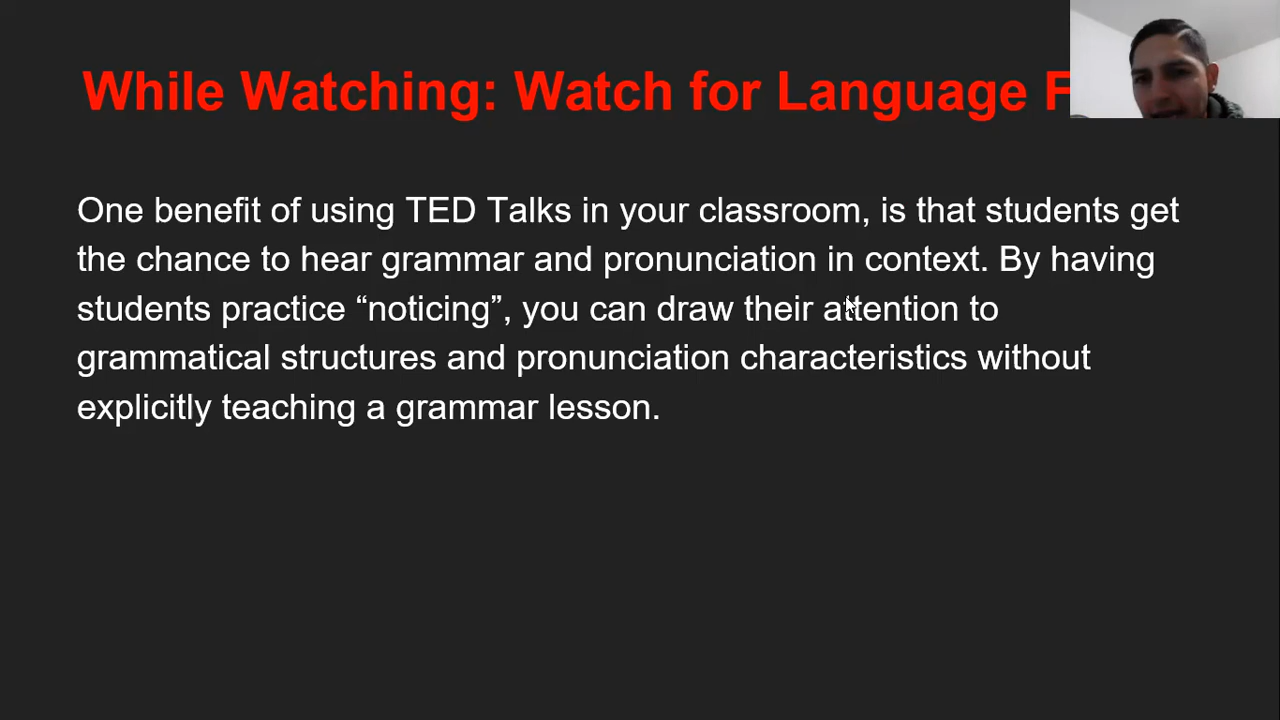 While Watching: Watch for Language
One benefit of using TED Talks in your classroom, is that students get
the chance to hear grammar and pronunciation in context. By having
students practice “noticing”, you can draw their attention to
grammatical structures and pronunciation characteristics without
explicitly teaching a grammar lesson.